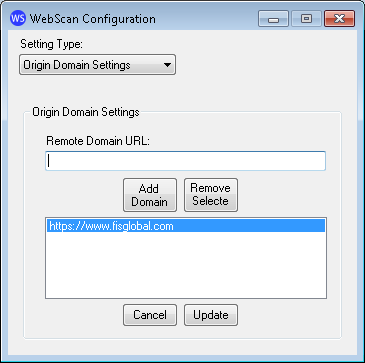 WS WebScan Configuration
Setting Type:
Origin Domain Settings
Origin Domain Settings
Remote Domain URL:
Add
Domain
Remove
Selecte
https://www.fisglobal.com
Cancel
Update